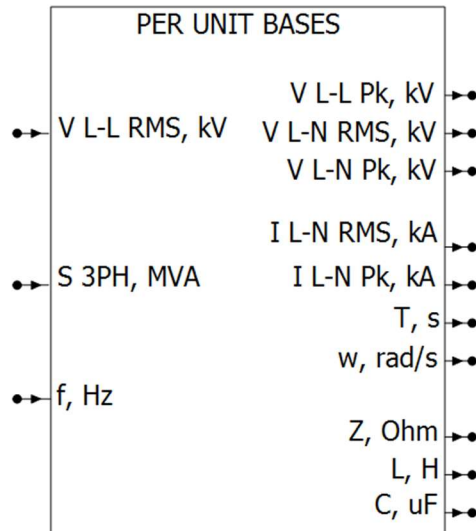 PER UNIT BASES
V L-L RMS, kV
S 3PH, MVA
f, Hz
V L-L Pk, kV
V L-N RMS, kV
V L-N Pk, kV
I L-N RMS, kA
I L-N Pk, kA
T, s
w, rad/s
Z, Ohm
L, H
C, uF